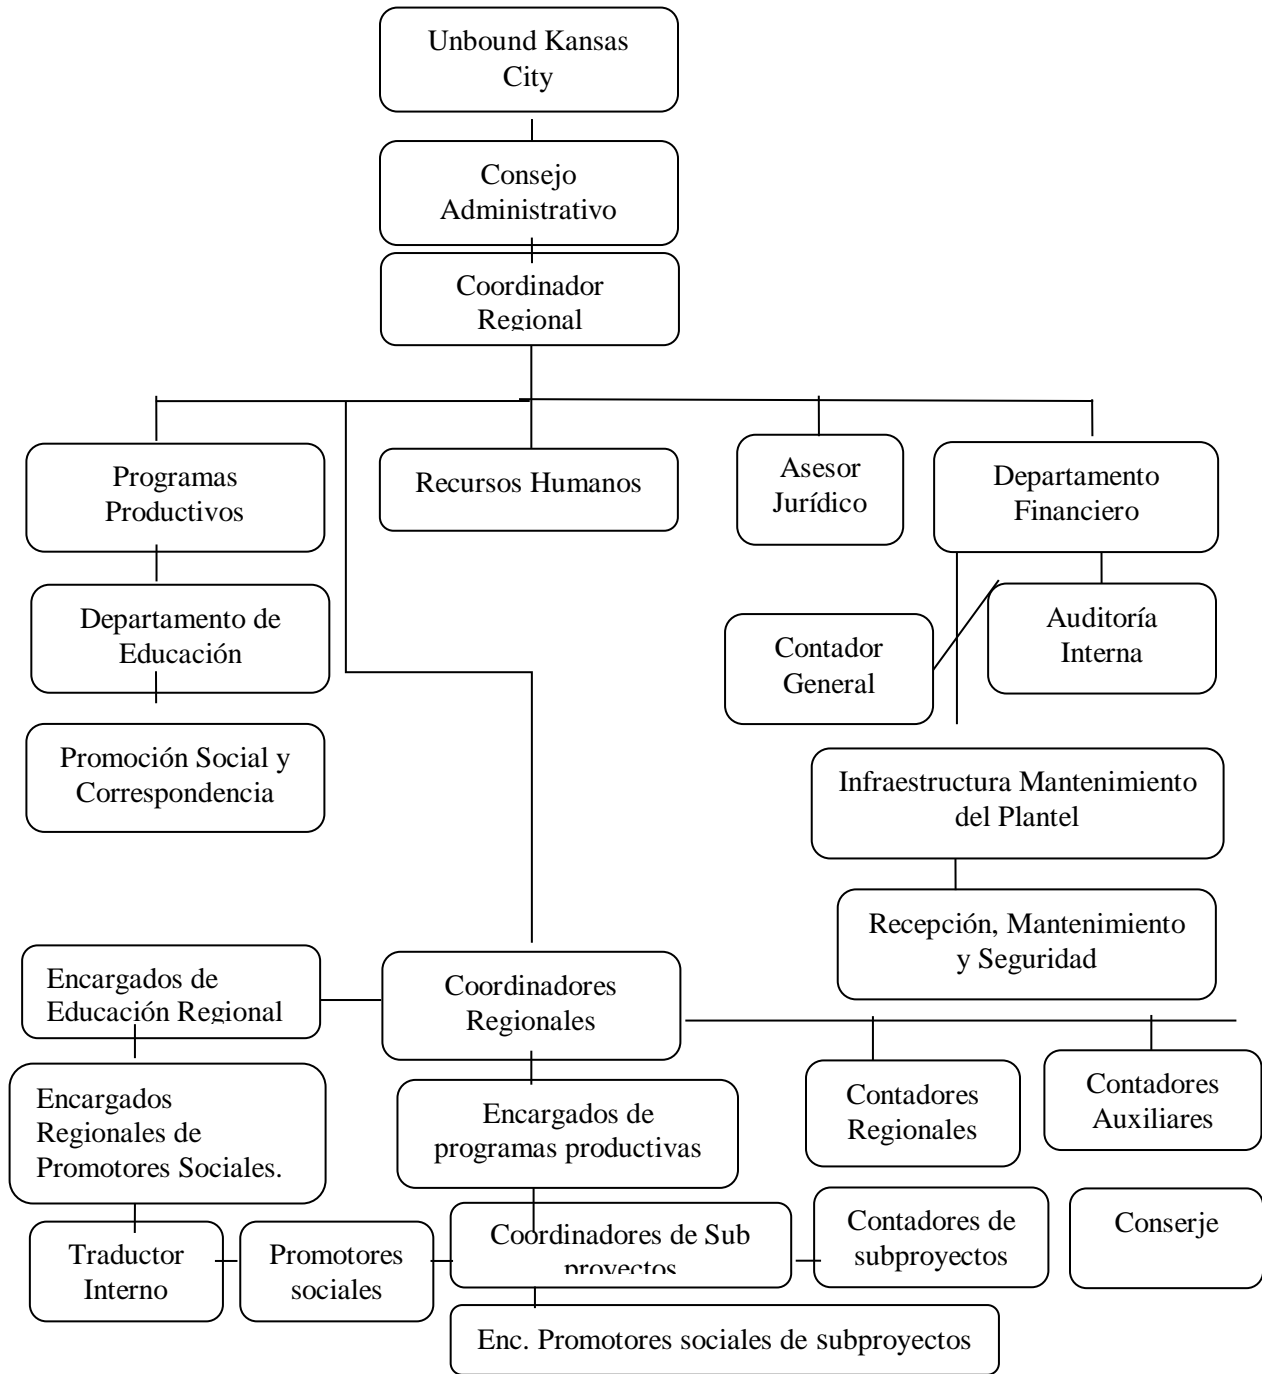 Unbound Kansas
City
Consejo
Administrativo
Coordinador
Regional
Programas
Productivos
Recursos Humanos
Asesor
Jurídico
Departamento
Financiero
Departamento de
Educación
Contador
General
Auditoría
Interna
Promoción Social y
Correspondencia
Infraestructura Mantenimiento
del Plantel
Recepción, Mantenimiento
y Seguridad
Encargados de
Educación Regional
Coordinadores
Regionales
Encargados
Regionales de
Promotores Sociales.
Encargados de
programas productivas
Contadores
Regionales
Contadores
Auxiliares
Traductor
Interno
Promotores
sociales
Coordinadores de Sub
proyectos
Contadores de
subproyectos
Conserje
Enc. Promotores sociales de subproyectos